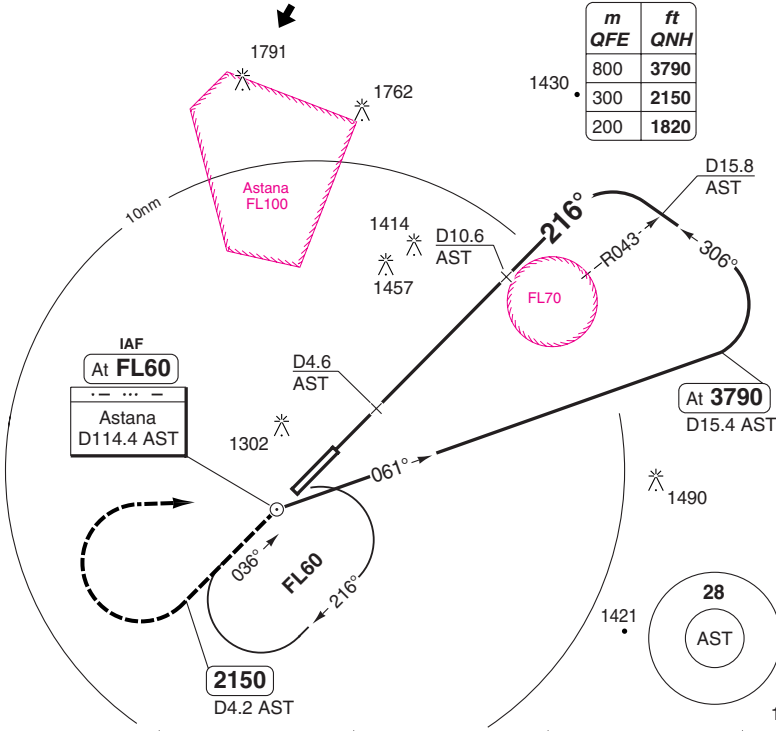 m ft
QFE QNH
800 3790
300 2150
200 1820
1791
1762
1430
Astana
FL100
10nm
D15.8
AST
216°
1414
D10.6
AST
R043
306°
1457
FL70
IAF
At FL60
D4.6
AST
Astana
D114.4 AST
At 3790
D15.4 AST
1302
061°
1490
036°
FL60
216°
28
AST
1421
2150
D4.2 AST
1